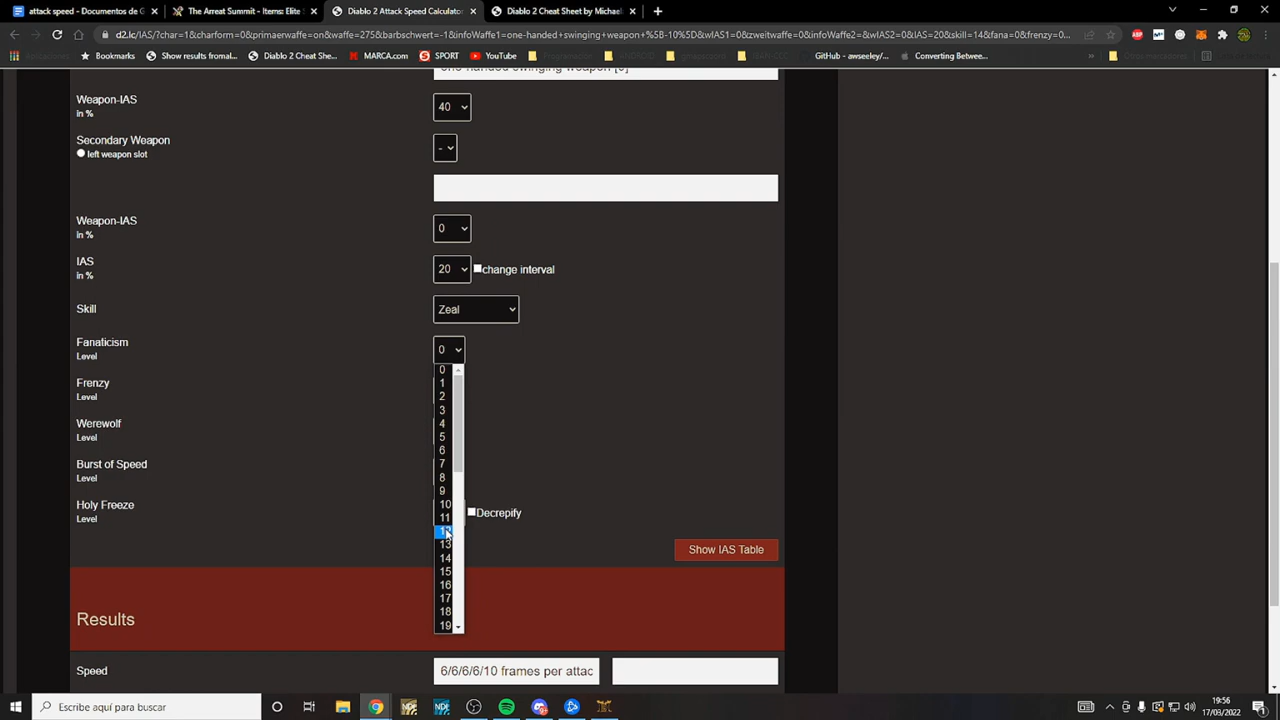 attack speed - Documentos de G
The Arreat Summit - Items: Elite
Diablo 2 Attack Speed Calculator
Diablo 2 Cheat Sheet by Michael
d2.lc/IAS/?char=1&charform=0&primaerwaffe=on&waffe=275&barbschwert=-1&infoWaffe1=one-handed+swinging+weapon+%5B-10%5D&wIAS1=0&zweitwaffe=0&infoWaffe2=&wIAS2=0&IAS=20&skill=14&fana=0&frenzy=0...
Aplicaciones
Show results fromal...
Diablo 2 Cheat She...
MARCA.com
SPORT
YouTube
Programacion
GitHub - awseeley/...
Converting Betwee...
Otros marcadores
Weapon-IAS
in %
40
Secondary Weapon
left weapon slot
-
Weapon-IAS
in %
0
IAS
in %
20
change interval
Skill
Zeal
Fanaticism
Level
0
0
1
2
3
4
5
6
7
8
9
10
11
12
13
14
15
16
17
18
19
Frenzy
Level
Werewolf
Level
Burst of Speed
Level
Holy Freeze
Level
Decrepify
Show IAS Table
Results
Speed
6/6/6/6/10 frames per attac
Escribe aquí para buscar
19:56
17/03/2022